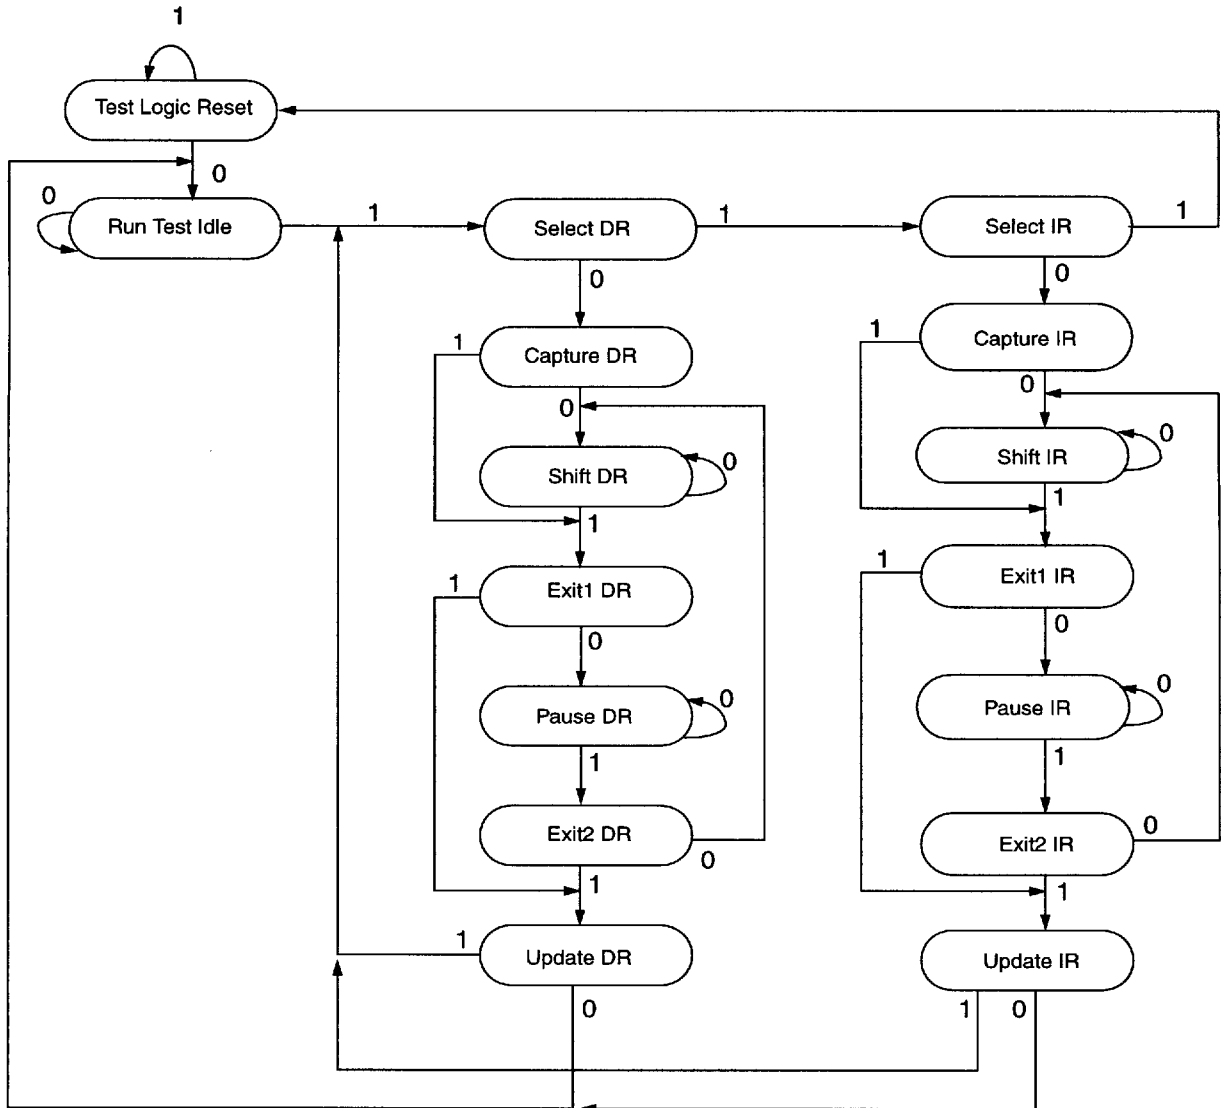 1
Test Logic Reset
0
0
Run Test Idle
1
Select DR
1
Select IR
1
0
0
1
Capture DR
1
Capture IR
0
0
Shift DR
0
Shift IR
0
1
1
1
Exit1 DR
1
Exit1 IR
0
0
Pause DR
0
Pause IR
0
1
1
Exit2 DR
0
Exit2 IR
0
1
1
1
Update DR
Update IR
0
1
0